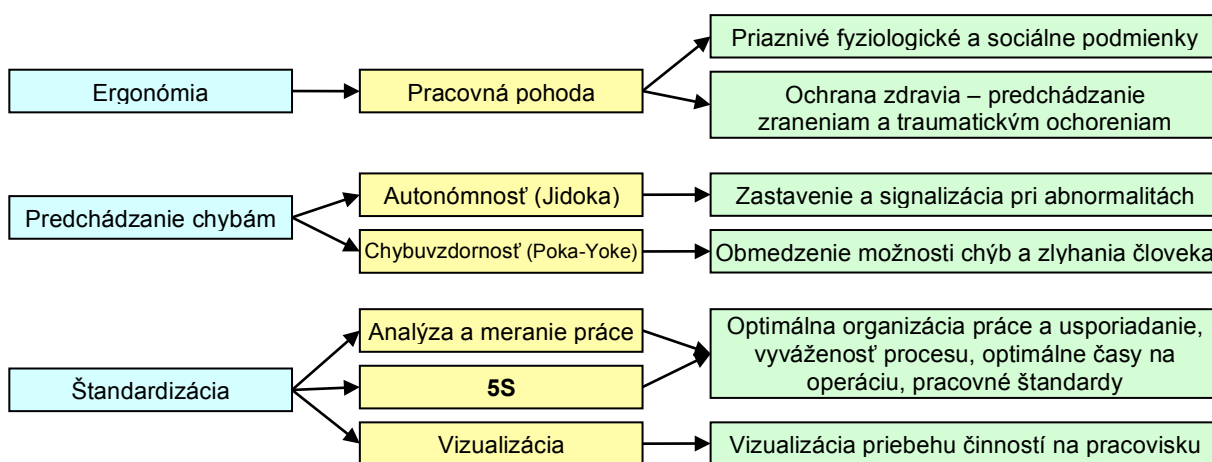 Priaznivé fyziologické a sociálne podmienky
Ergonómia
Pracovná pohoda
Ochrana zdravia – predchádzanie
zraneniam a traumatickým ochoreniam
Predchádzanie chybám
Autonómnosť (Jidoka)
Zastavenie a signalizácia pri abnormalitách
Chybuvzdornosť (Poka-Yoke)
Obmedzenie možnosti chýb a zlyhania človeka
Štandardizácia
Analýza a meranie práce
5S
Optimálna organizácia práce a usporiadanie,
vyváženosť procesu, optimálne časy na
operáciu, pracovné štandardy
Vizualizácia
Vizualizácia priebehu činností na pracovisku